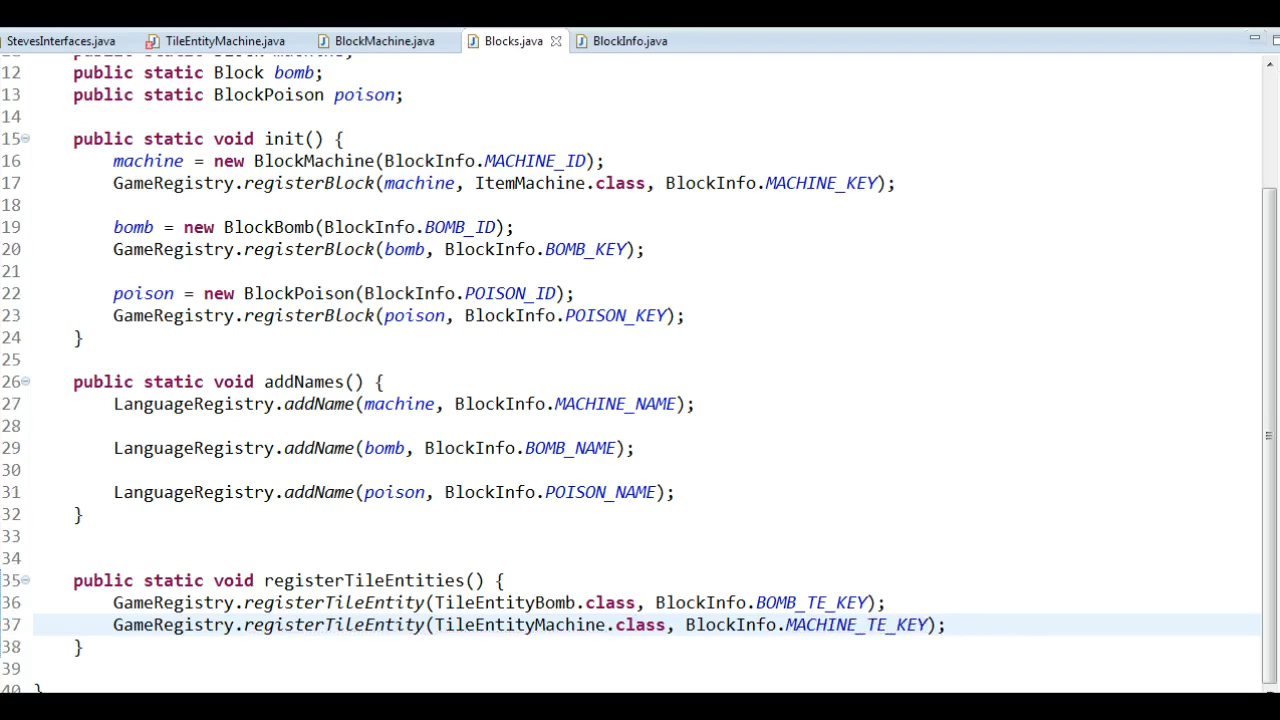 StevesInterfaces.java TileEntityMachine.java BlockMachine.java Blocks.java BlockInfo.java
12 public static Block bomb;
13 public static BlockPoison poison;
14
15 public static void init() {
16 machine = new BlockMachine(BlockInfo.MACHINE_ID);
17 GameRegistry.registerBlock(machine, ItemMachine.class, BlockInfo.MACHINE_KEY);
18
19 bomb = new BlockBomb(BlockInfo.BOMB_ID);
20 GameRegistry.registerBlock(bomb, BlockInfo.BOMB_KEY);
21
22 poison = new BlockPoison(BlockInfo.POISON_ID);
23 GameRegistry.registerBlock(poison, BlockInfo.POISON_KEY);
24 }
25
26 public static void addNames() {
27 LanguageRegistry.addName(machine, BlockInfo.MACHINE_NAME);
28
29 LanguageRegistry.addName(bomb, BlockInfo.BOMB_NAME);
30
31 LanguageRegistry.addName(poison, BlockInfo.POISON_NAME);
32 }
33
34
35 public static void registerTileEntities() {
36 GameRegistry.registerTileEntity(TileEntityBomb.class, BlockInfo.BOMB_TE_KEY);
37 GameRegistry.registerTileEntity(TileEntityMachine.class, BlockInfo.MACHINE_TE_KEY);
38 }
39
40 }